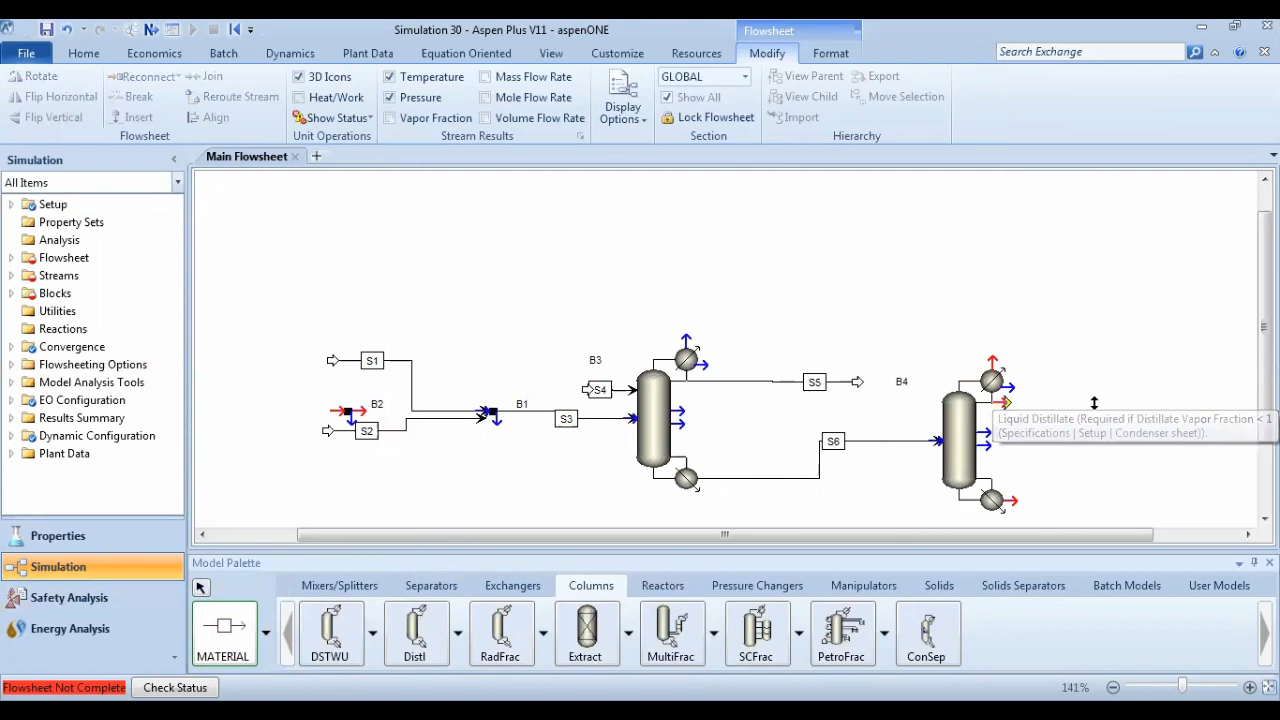 Simulation 30 - Aspen Plus V11 - aspenONE
Flowsheet
File Home Economics Batch Dynamics Plant Data Equation Oriented View Customize Resources Modify Format
Search Exchange
Rotate Reconnect Join 3D Icons Temperature Mass Flow Rate GLOBAL View Parent Export
Flip Horizontal Break Reroute Stream Heat/Work Pressure Mole Flow Rate Display Options Show All View Child Move Selection
Flip Vertical Insert Align Show Status Vapor Fraction Volume Flow Rate Lock Flowsheet Import
Flowsheet Unit Operations Stream Results Section Hierarchy
Simulation
Main Flowsheet
All Items
Setup
Property Sets
Analysis
Flowsheet
Streams
Blocks
Utilities
Reactions
Convergence
Flowsheeting Options
Model Analysis Tools
EO Configuration
Results Summary
Dynamic Configuration
Plant Data
Properties
Simulation
Safety Analysis
Energy Analysis
S1
B2
S2
B1
S3
B3
S4
S5
B4
S6
Liquid Distillate (Required if Distillate Vapor Fraction < 1
(Specifications | Setup | Condenser sheet)).
Model Palette
Mixers/Splitters Separators Exchangers Columns Reactors Pressure Changers Manipulators Solids Solids Separators Batch Models User Models
MATERIAL DSTWU Distl RadFrac Extract MultiFrac SCFrac PetroFrac ConSep
Flowsheet Not Complete Check Status 141%